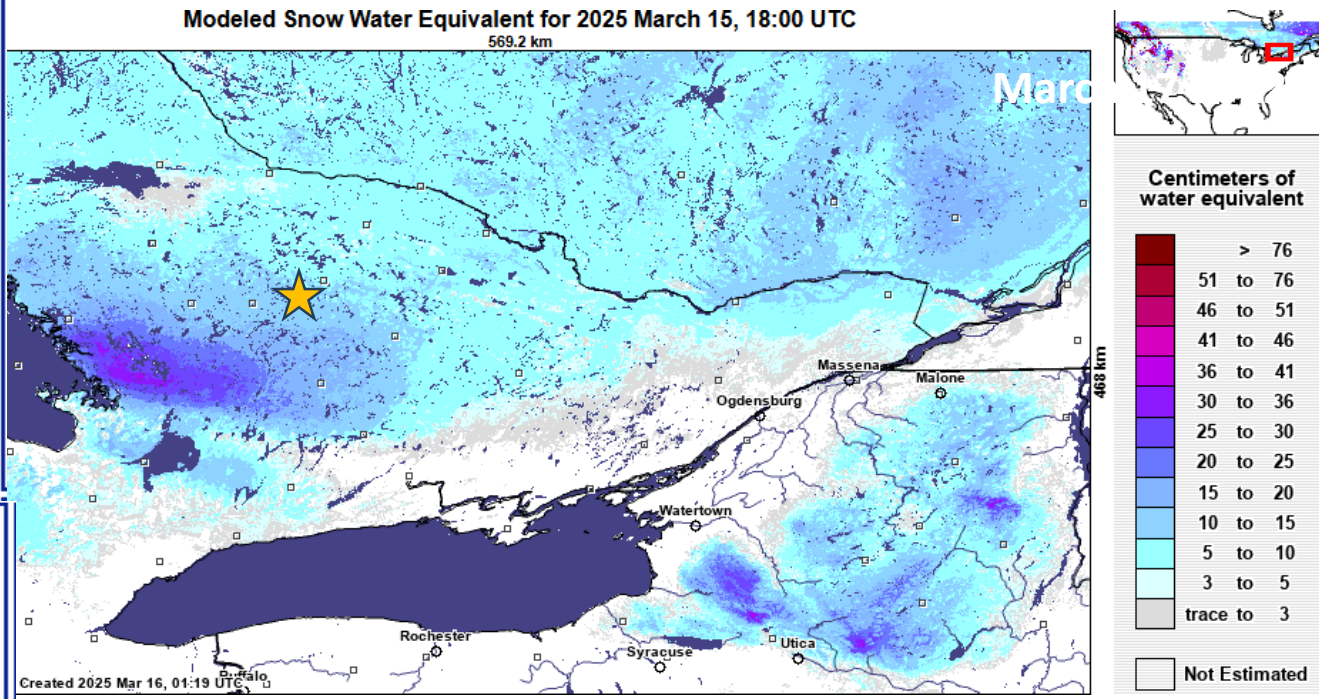 Modeled Snow Water Equivalent for 2025 March 15, 18:00 UTC
569.2 km
Marc
Massena
Malone
Ogdensburg
468 km
Watertown
Rochester
Syracuse
Utica
Buffalo
Created 2025 Mar 16, 01:19 UTC
Centimeters of
water equivalent
> 76
51 to 76
46 to 51
41 to 46
36 to 41
30 to 36
25 to 30
20 to 25
15 to 20
10 to 15
5 to 10
3 to 5
trace to 3
Not Estimated